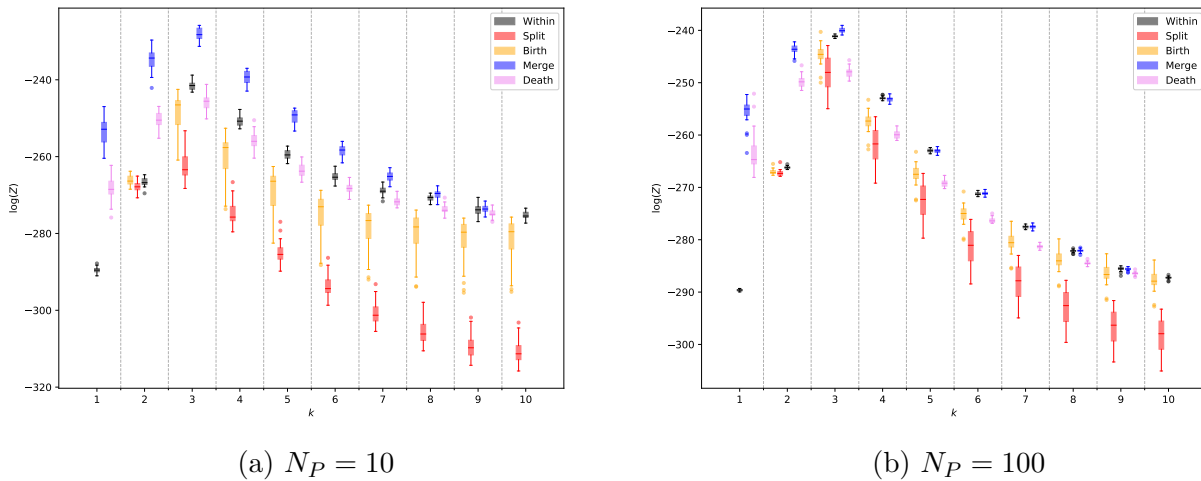 Within
Split
Birth
Merge
Death
−240
−260
−280
−300
−320
log(Z)
1 2 3 4 5 6 7 8 9 10
k
(a) N_P = 10
Within
Split
Birth
Merge
Death
−240
−250
−260
−270
−280
−290
−300
log(Z)
1 2 3 4 5 6 7 8 9 10
k
(b) N_P = 100